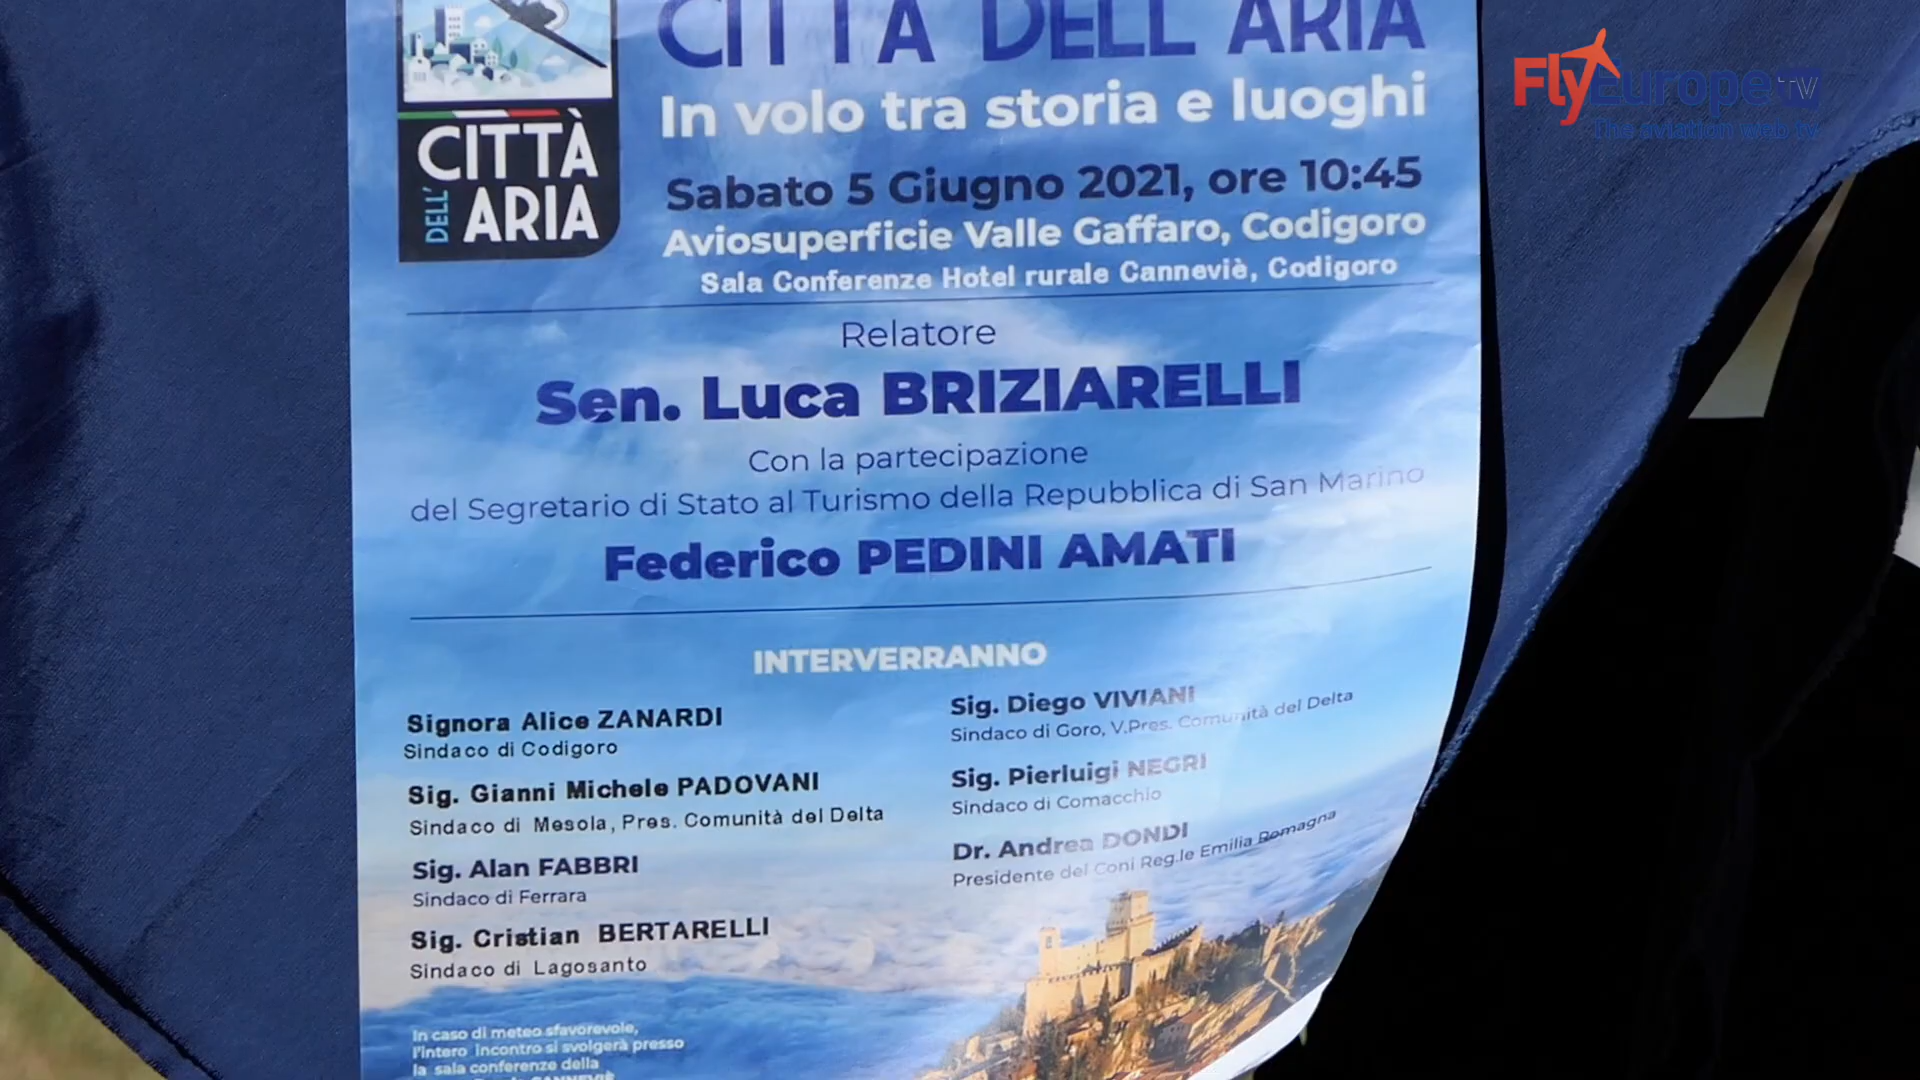 CITTÀ DELL'ARIA
In volo tra storia e luoghi
Sabato 5 Giugno 2021, ore 10:45
Aviosuperficie Valle Gaffaro, Codigoro
Sala Conferenze Hotel rurale Canneviè, Codigoro
CITTÀ
DELL'
ARIA
Relatore
Sen. Luca BRIZIARELLI
Con la partecipazione
del Segretario di Stato al Turismo della Repubblica di San Marino
Federico PEDINI AMATI
INTERVERRANNO
Signora Alice ZANARDI
Sindaco di Codigoro
Sig. Gianni Michele PADOVANI
Sindaco di Mesola, Pres. Comunità del Delta
Sig. Alan FABBRI
Sindaco di Ferrara
Sig. Cristian BERTARELLI
Sindaco di Lagosanto
Sig. Diego VIVIANI
Sindaco di Goro, V.Pres. Comunità del Delta
Sig. Pierluigi NEGRI
Sindaco di Comacchio
Dr. Andrea DONDI
Presidente del Coni Reg.le Emilia Romagna
In caso di meteo sfavorevole,
l'intero incontro si svolgerà presso
la sala conferenze della
CANNEVIÈ
FlyEurope TV
The aviation web tv